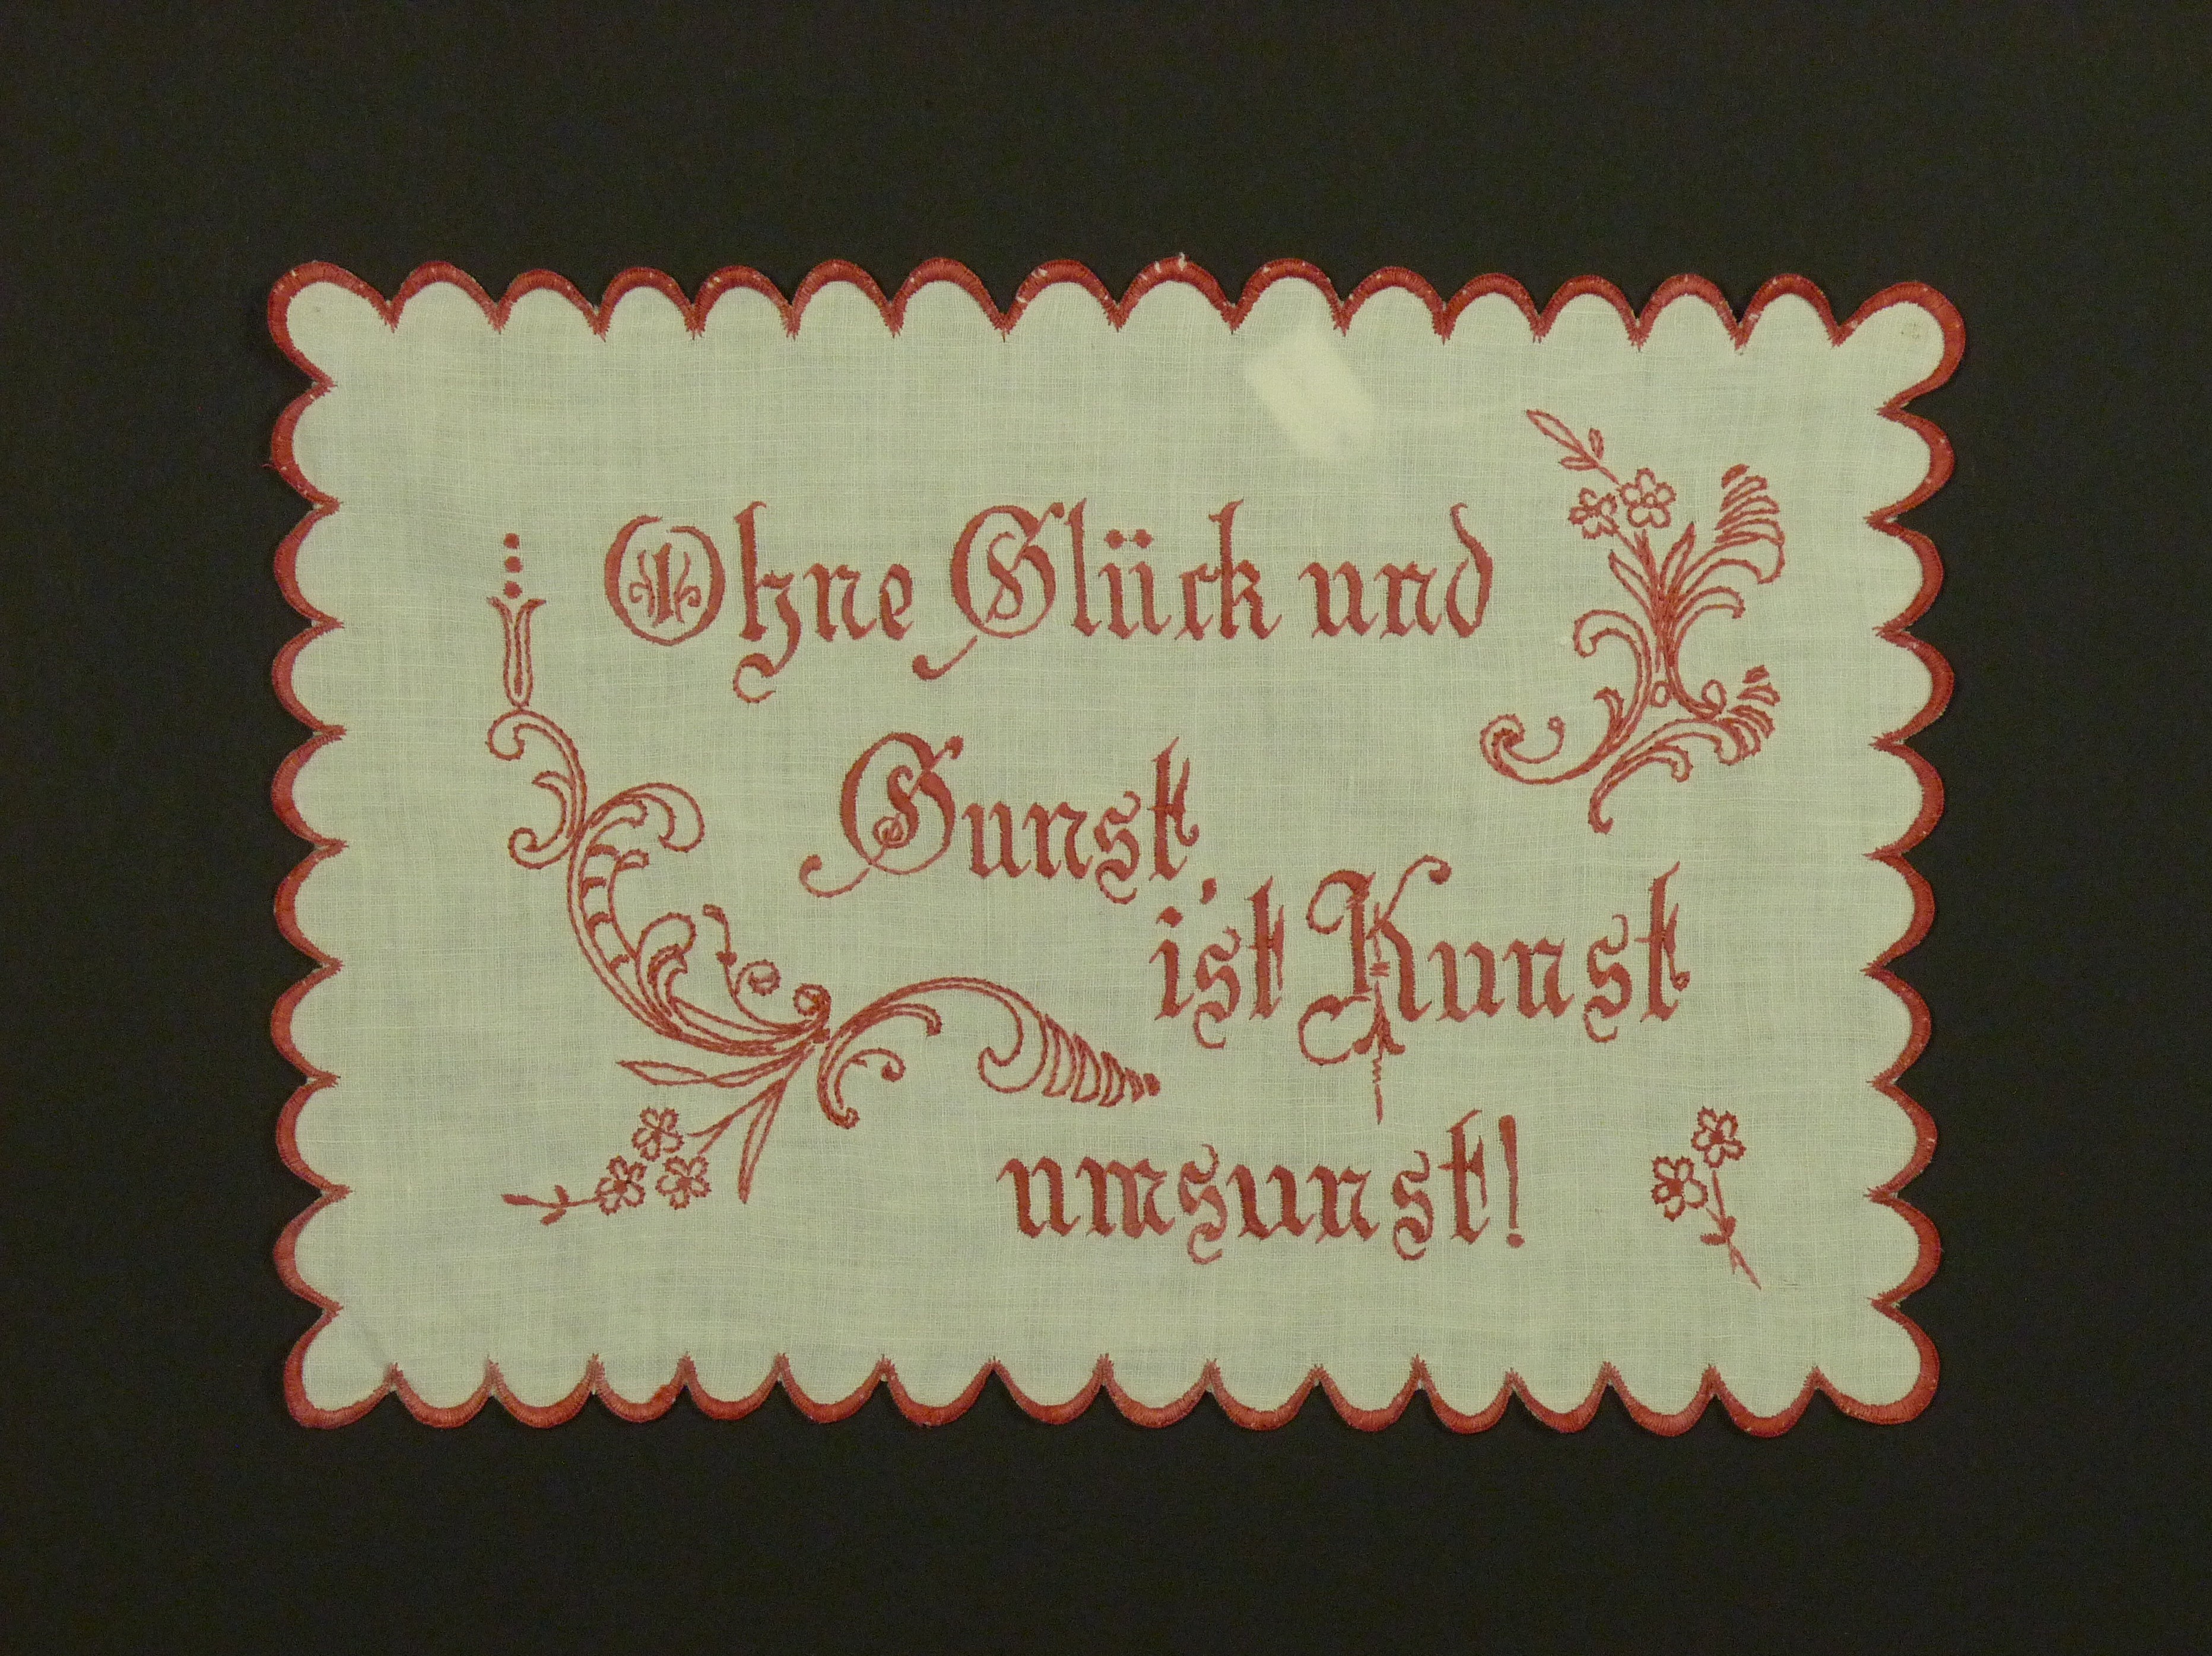 Ohne Glück und
Gunst
ist Kunst
umsunst!